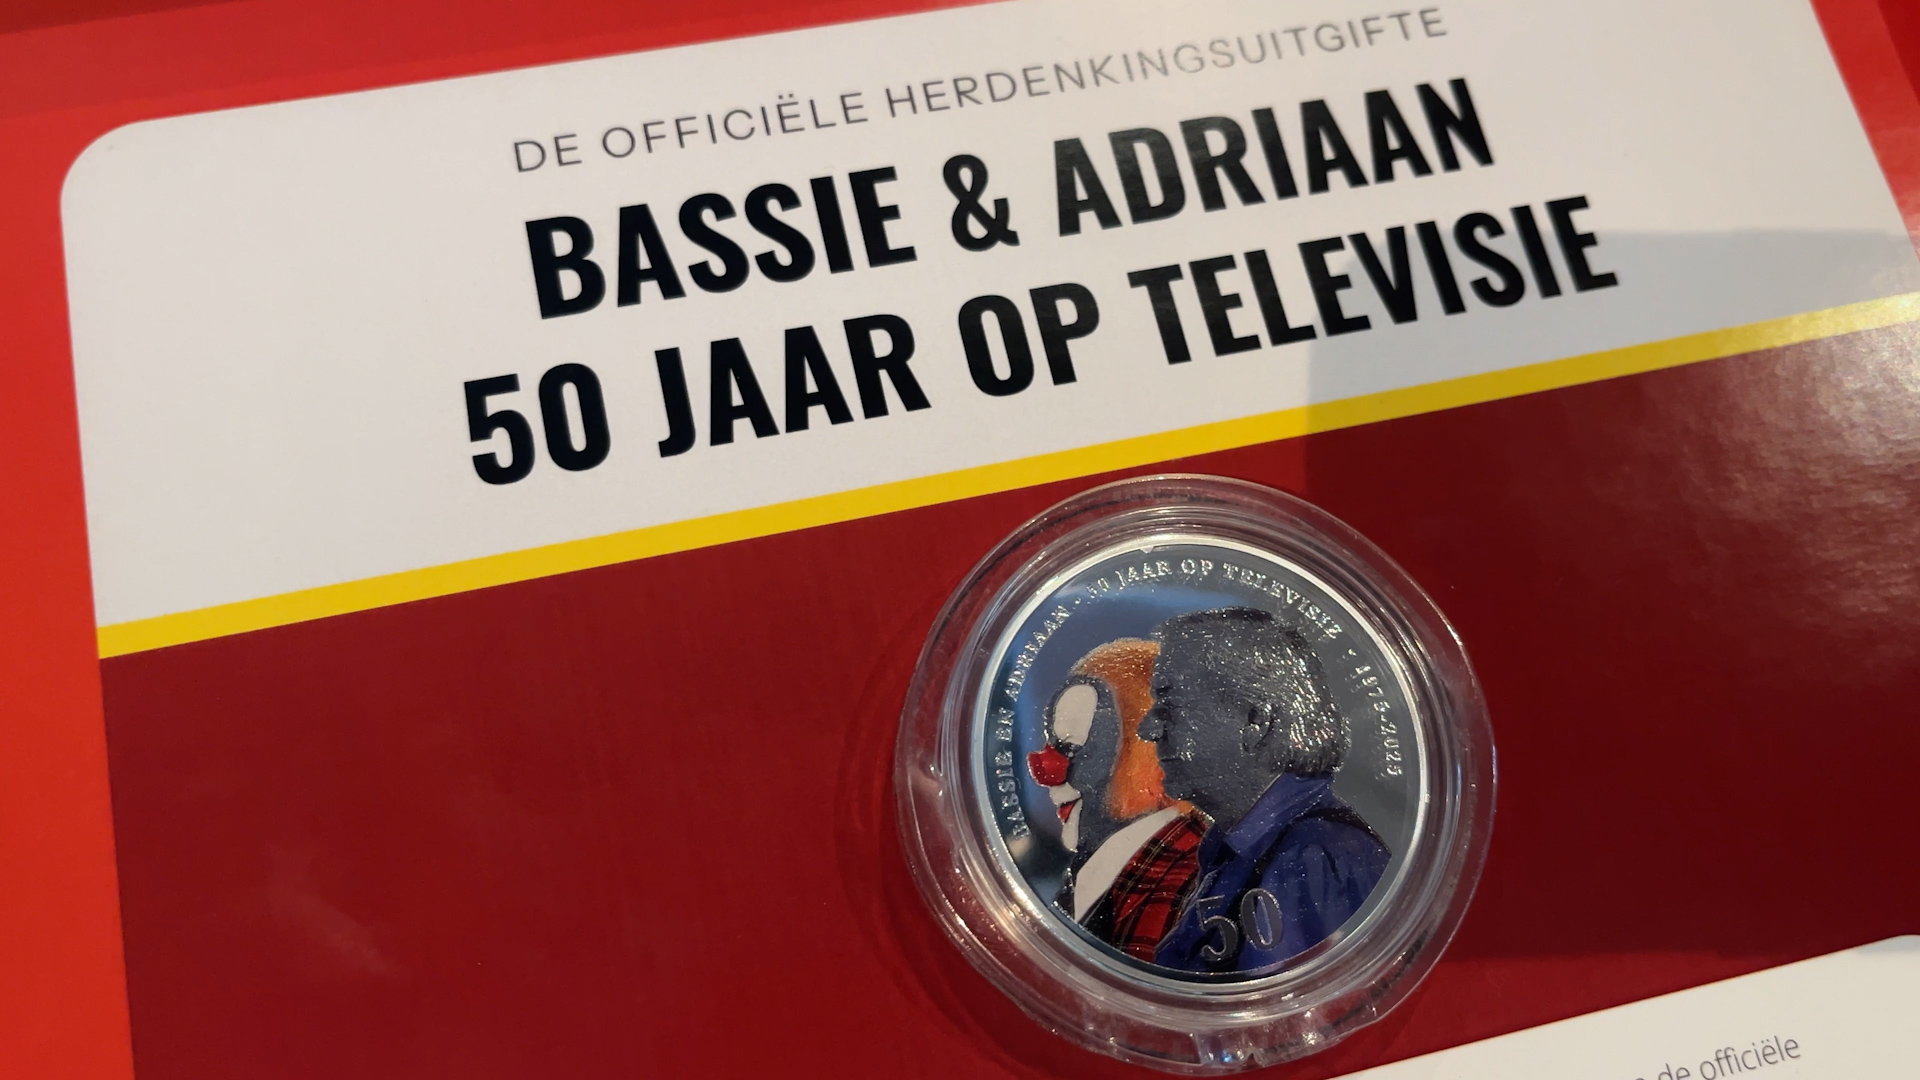 DE OFFICIËLE HERDENKINGSUITGIFTE
BASSIE & ADRIAAN
50 JAAR OP TELEVISIE
BASSIE EN ADRIAAN · 50 JAAR OP TELEVISIE · 1975-2025
50
de officiële